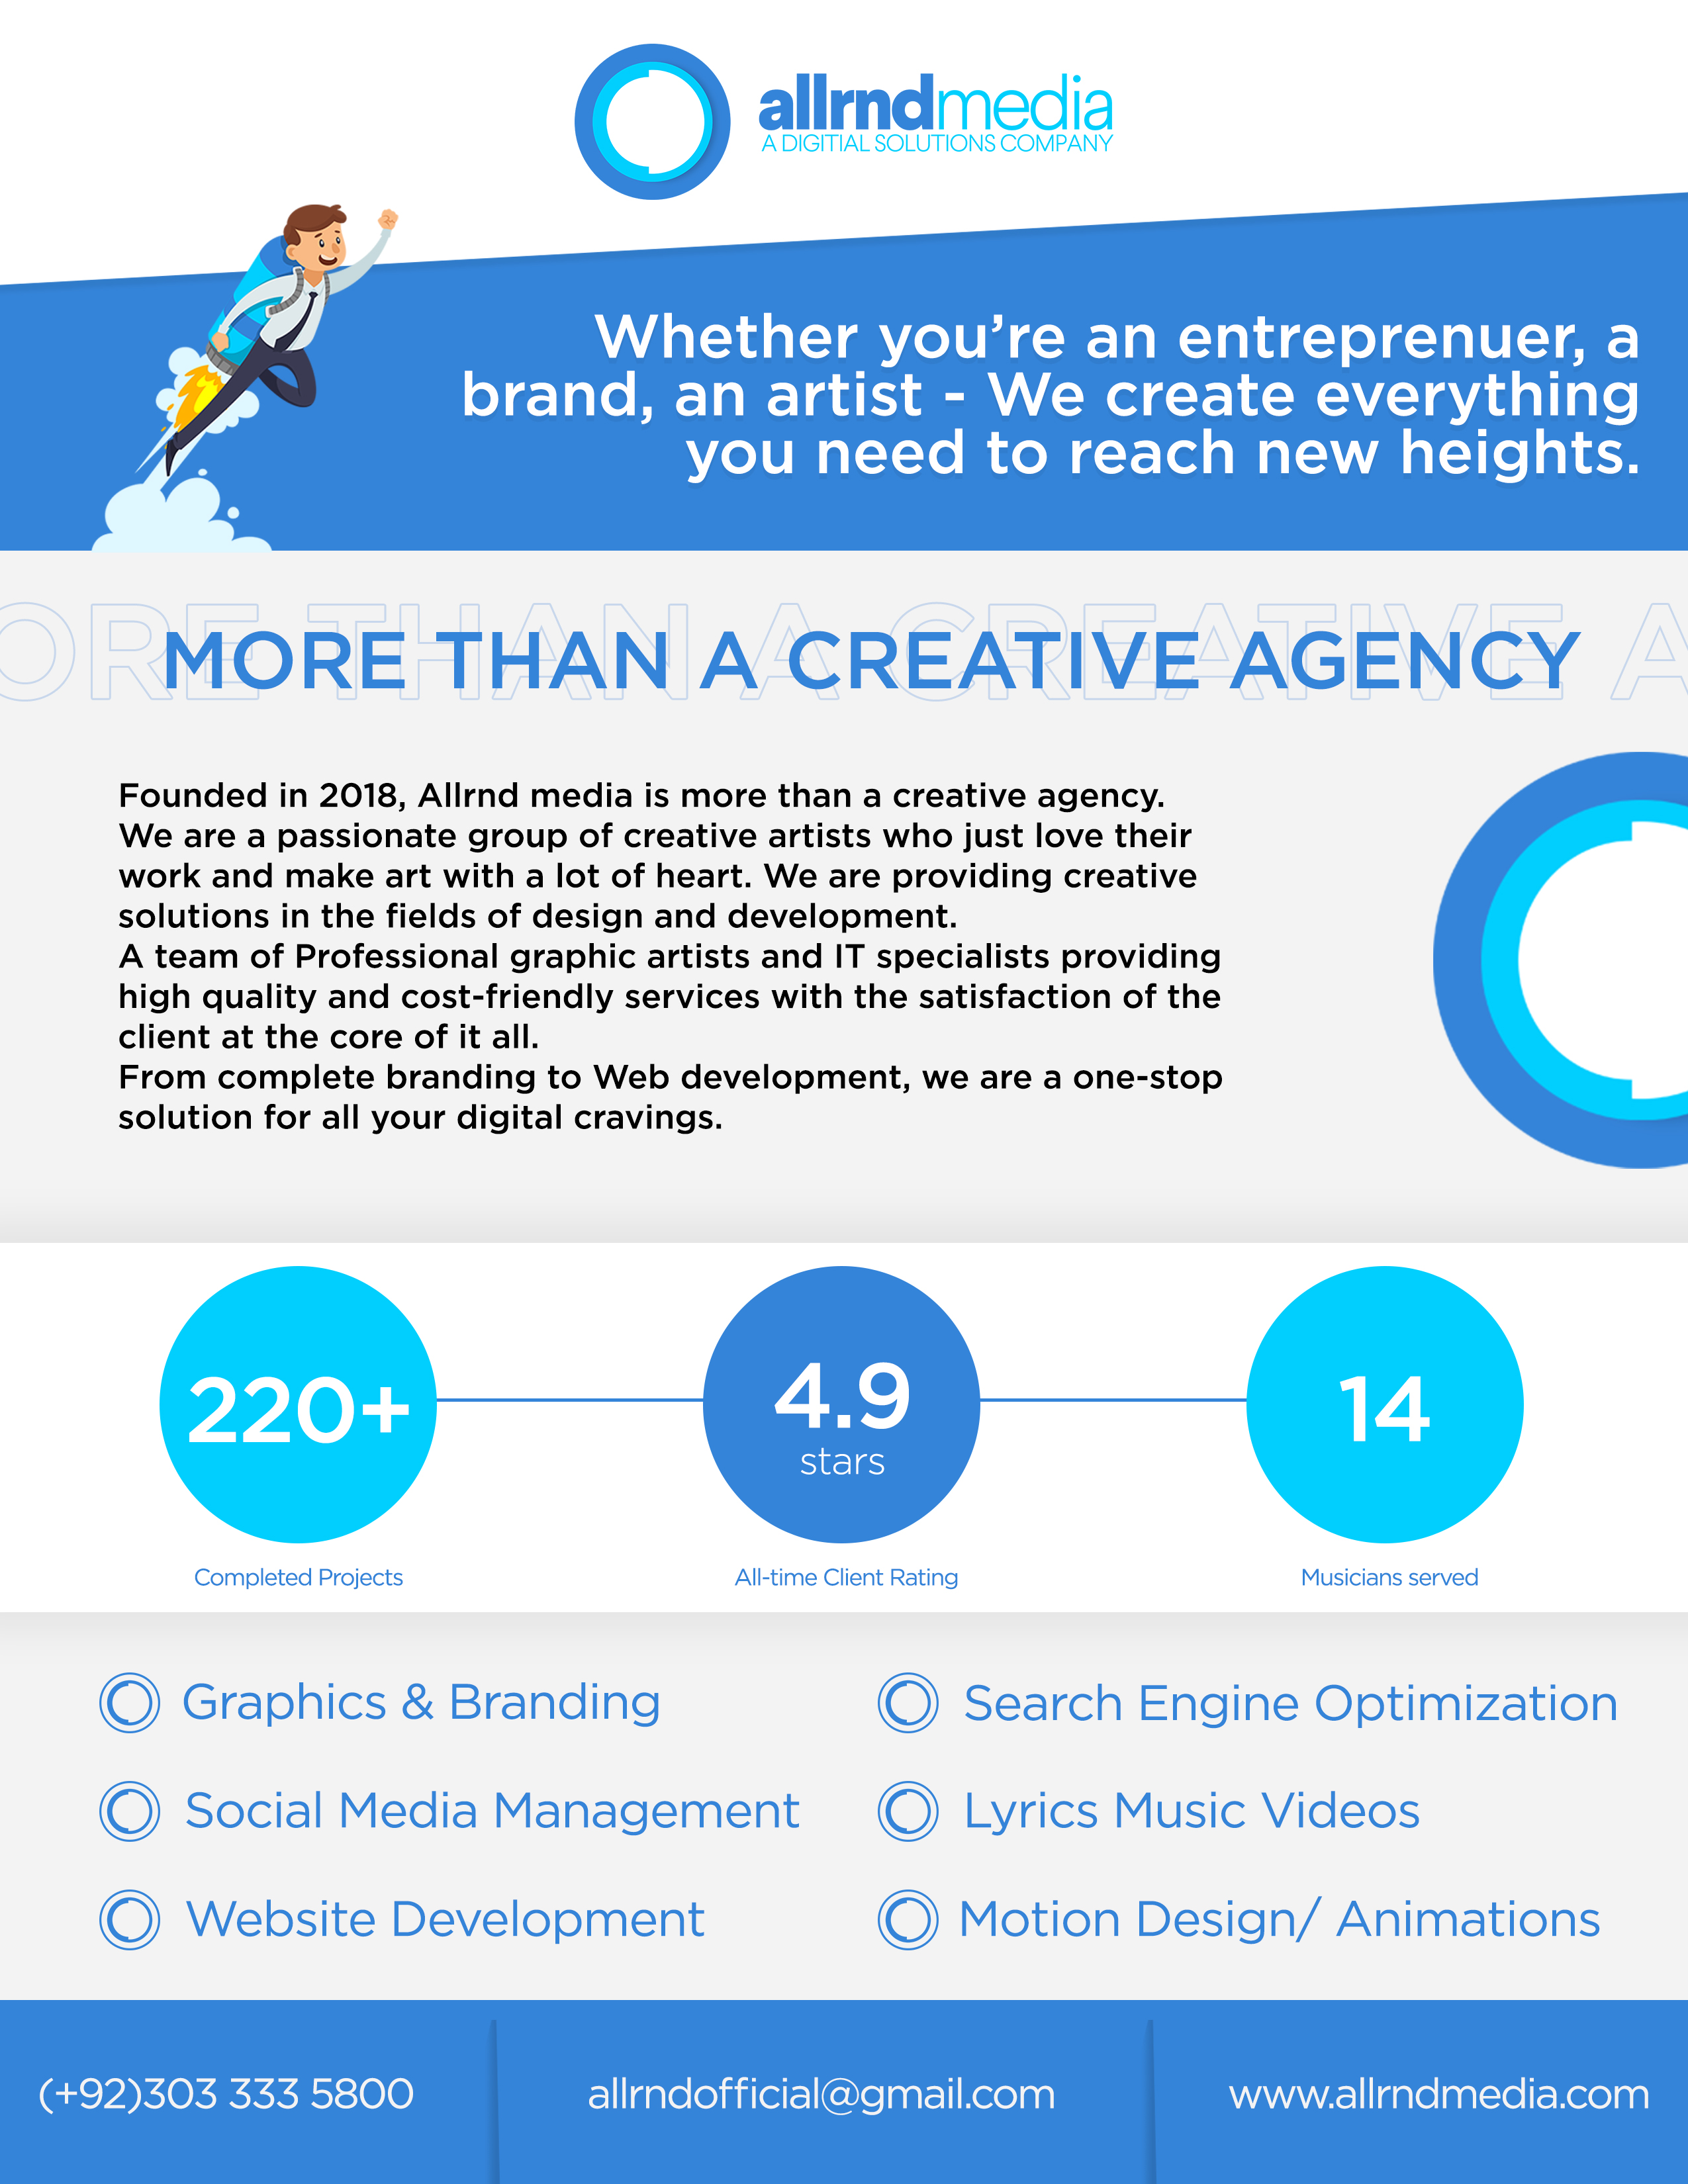 allrndmedia
A DIGITIAL SOLUTIONS COMPANY
Whether you’re an entreprenuer, a
brand, an artist - We create everything
you need to reach new heights.
ORE THAN A CREATIVE A
MORE THAN A CREATIVE AGENCY
Founded in 2018, Allrnd media is more than a creative agency.
We are a passionate group of creative artists who just love their
work and make art with a lot of heart. We are providing creative
solutions in the fields of design and development.
A team of Professional graphic artists and IT specialists providing
high quality and cost-friendly services with the satisfaction of the
client at the core of it all.
From complete branding to Web development, we are a one-stop
solution for all your digital cravings.
220+
Completed Projects
4.9
stars
All-time Client Rating
14
Musicians served
Graphics & Branding
Social Media Management
Website Development
Search Engine Optimization
Lyrics Music Videos
Motion Design/ Animations
(+92)303 333 5800
allrndofficial@gmail.com
www.allrndmedia.com